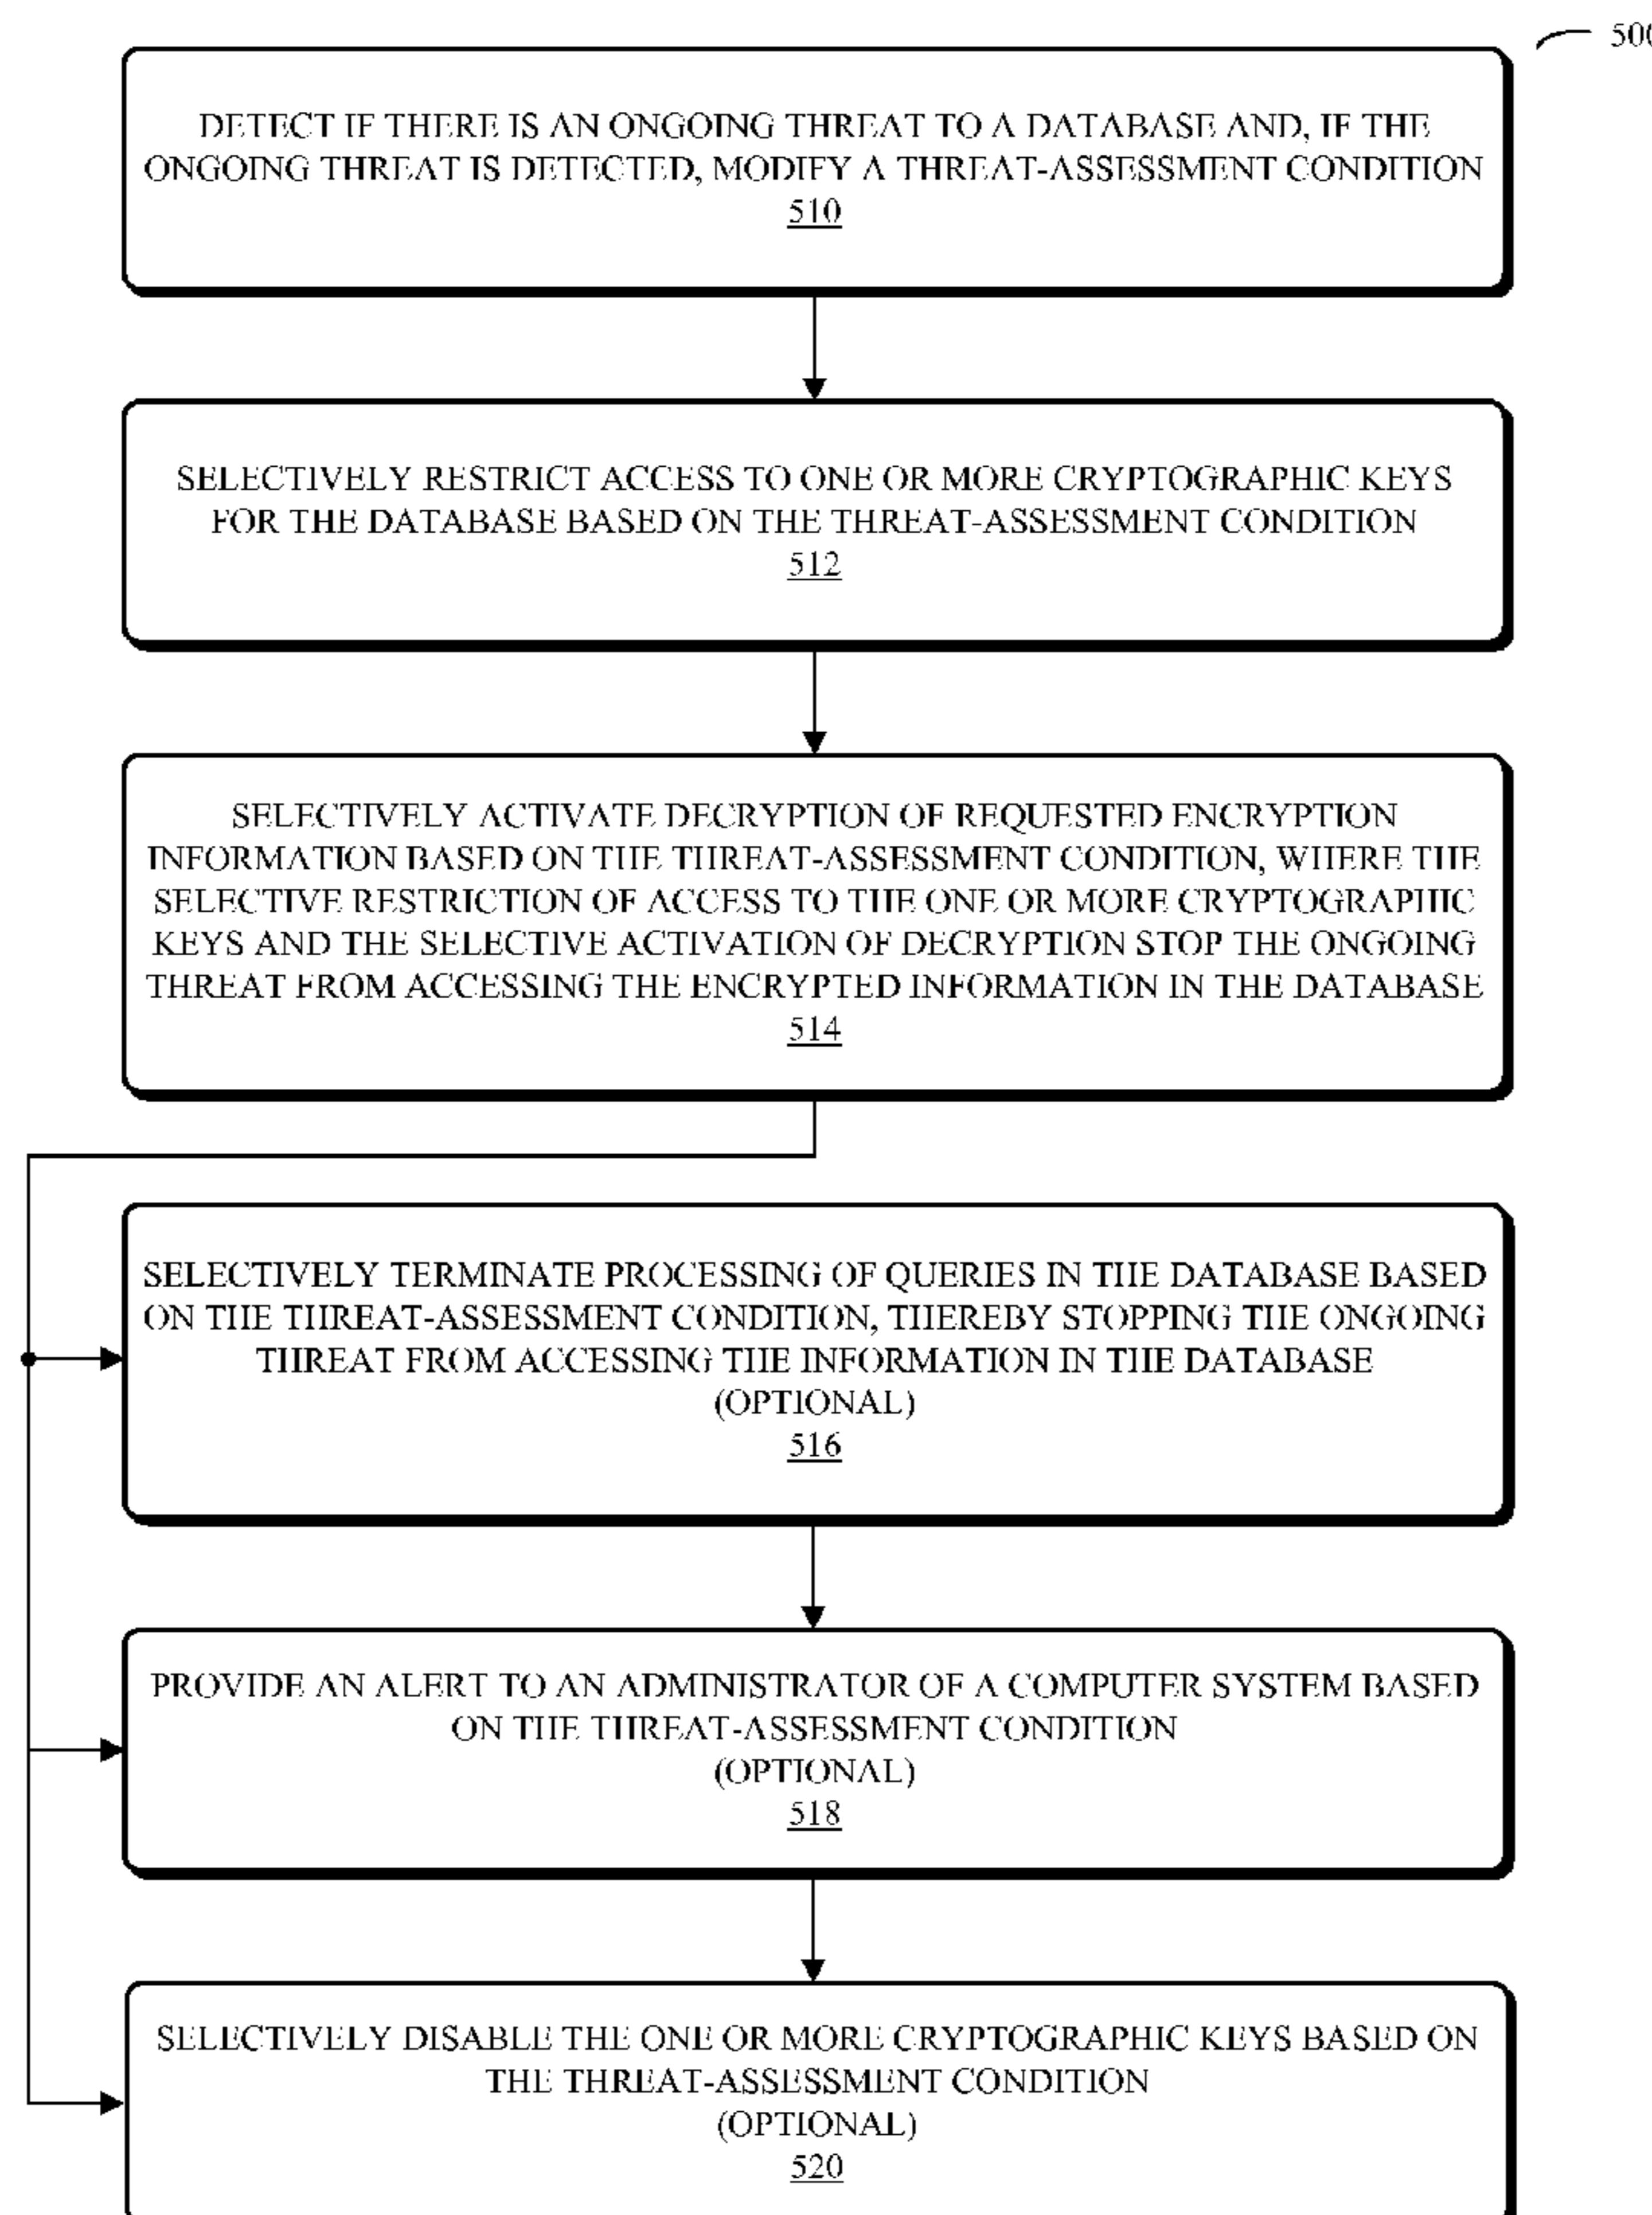 500
DETECT IF THERE IS AN ONGOING THREAT TO A DATABASE AND, IF THE
ONGOING THREAT IS DETECTED, MODIFY A THREAT-ASSESSMENT CONDITION
510
SELECTIVELY RESTRICT ACCESS TO ONE OR MORE CRYPTOGRAPHIC KEYS
FOR THE DATABASE BASED ON THE THREAT-ASSESSMENT CONDITION
512
SELECTIVELY ACTIVATE DECRYPTION OF REQUESTED ENCRYPTION
INFORMATION BASED ON THE THREAT-ASSESSMENT CONDITION, WHERE THE
SELECTIVE RESTRICTION OF ACCESS TO THE ONE OR MORE CRYPTOGRAPHIC
KEYS AND THE SELECTIVE ACTIVATION OF DECRYPTION STOP THE ONGOING
THREAT FROM ACCESSING THE ENCRYPTED INFORMATION IN THE DATABASE
514
SELECTIVELY TERMINATE PROCESSING OF QUERIES IN THE DATABASE BASED
ON THE THREAT-ASSESSMENT CONDITION, THEREBY STOPPING THE ONGOING
THREAT FROM ACCESSING THE INFORMATION IN THE DATABASE
(OPTIONAL)
516
PROVIDE AN ALERT TO AN ADMINISTRATOR OF A COMPUTER SYSTEM BASED
ON THE THREAT-ASSESSMENT CONDITION
(OPTIONAL)
518
SELECTIVELY DISABLE THE ONE OR MORE CRYPTOGRAPHIC KEYS BASED ON
THE THREAT-ASSESSMENT CONDITION
(OPTIONAL)
520